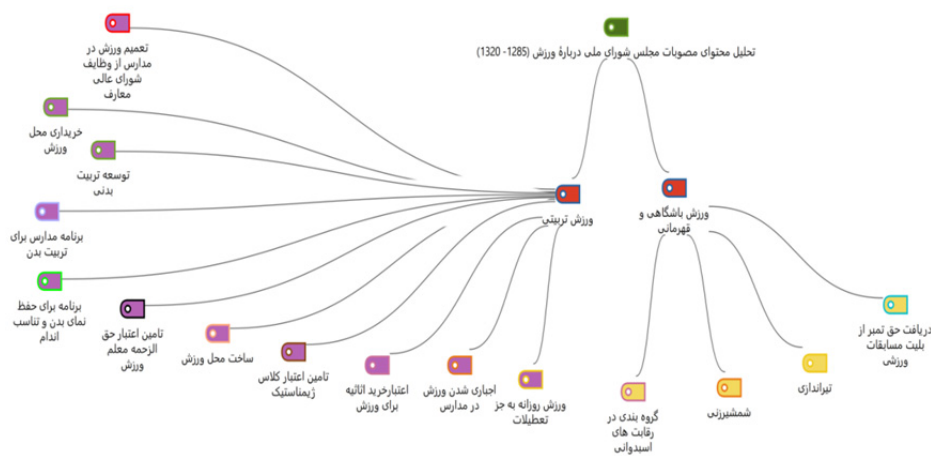 تحلیل محتوای مصوبات مجلس شورای ملی دربارهٔ ورزش (1285- 1320)
ورزش باشگاهی و
قهرمانی
ورزش تربیتی
تعمیم ورزش در
مدارس از وظایف
شورای عالی
معارف
خریداری محل
ورزش
توسعه تربیت
بدنی
برنامه مدارس برای
تربیت بدن
برنامه برای حفظ
نمای بدن و تناسب
اندام
تامین اعتبار حق
الزحمه معلم
ورزش
ساخت محل ورزش
تامین اعتبار کلاس
ژیمناستیک
اعتبارخرید اثاثیه
برای ورزش
اجباری شدن ورزش
در مدارس
ورزش روزانه به جز
تعطیلات
گروه بندی در
رقابت های
اسبدوانی
شمشیرزنی
تیراندازی
دریافت حق تمبر از
بلیت مسابقات
ورزشی